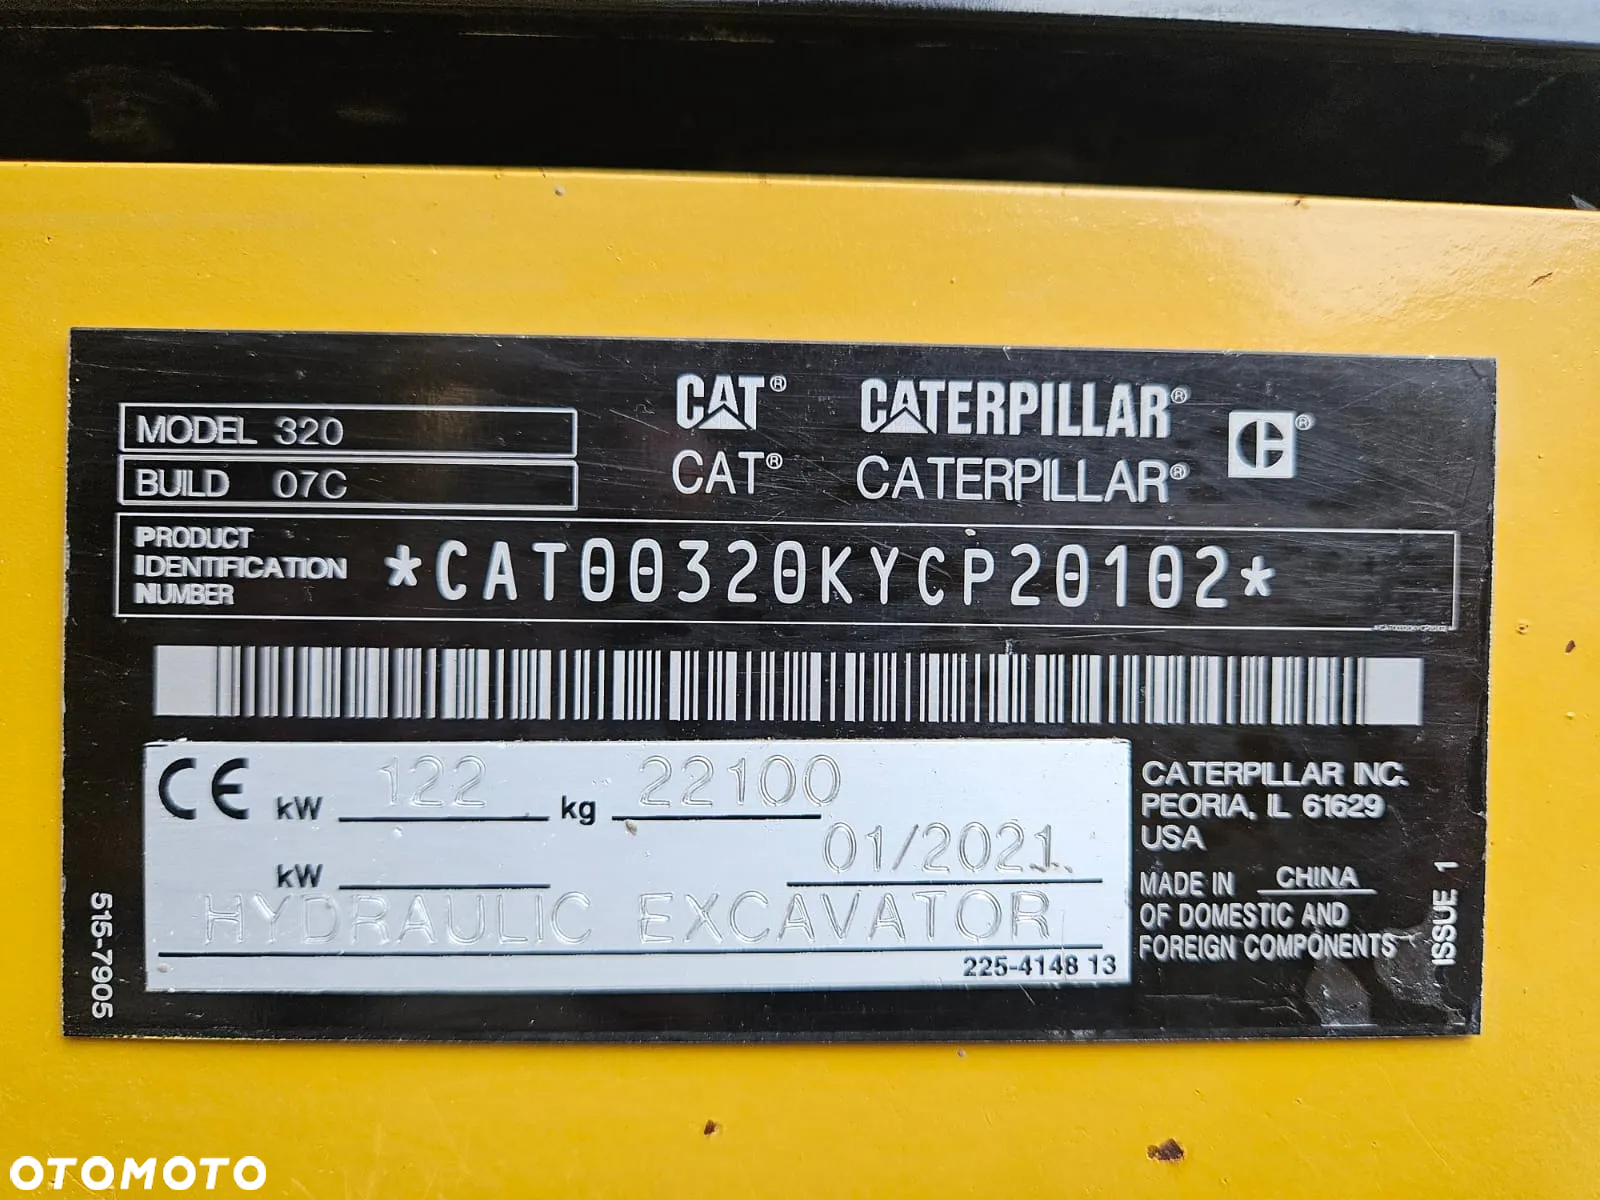 CAT® CATERPILLAR®
CAT® CATERPILLAR® C®
MODEL 320
BUILD 07C
PRODUCT
IDENTIFICATION
NUMBER
*CAT00320KYCP20102*
CE kW 122 kg 22100
kW 01/2021
HYDRAULIC EXCAVATOR
225-4148 13
CATERPILLAR INC.
PEORIA, IL 61629
USA
MADE IN CHINA
OF DOMESTIC AND
FOREIGN COMPONENTS
ISSUE 1
515-7905
OTOMOTO